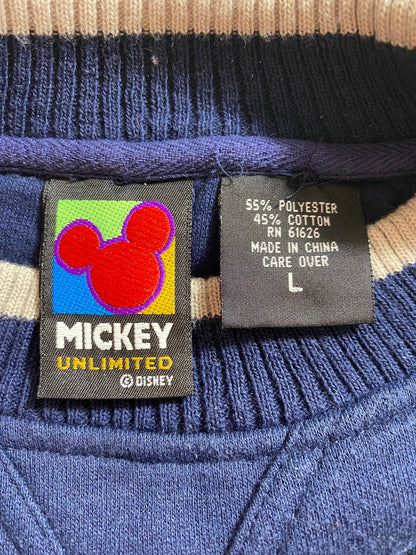 MICKEY
UNLIMITED
© DISNEY
55% POLYESTER
45% COTTON
RN 61626
MADE IN CHINA
CARE OVER
L